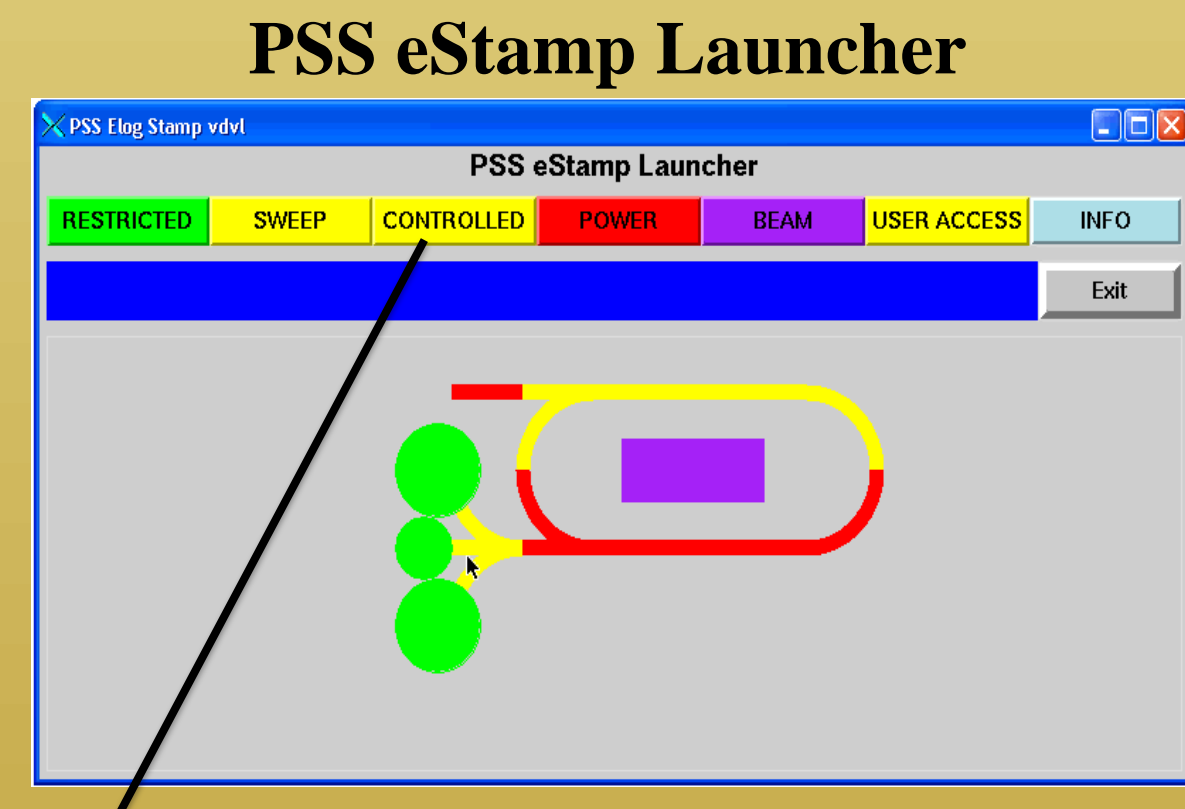 PSS eStamp Launcher
PSS Elog Stamp vdvl
PSS eStamp Launcher
RESTRICTED SWEEP CONTROLLED POWER BEAM USER ACCESS INFO
Exit